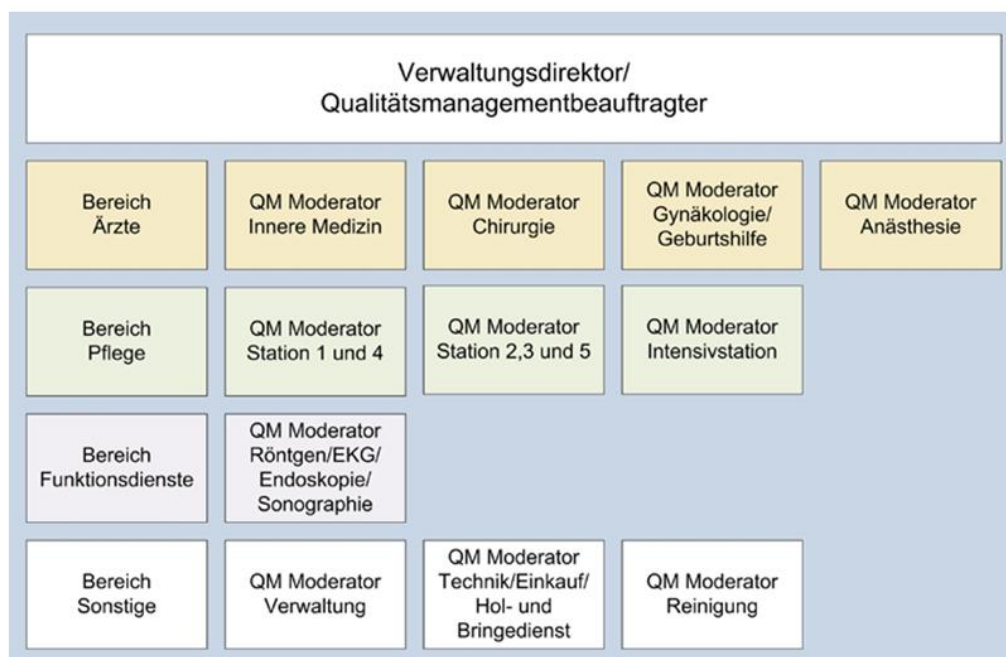 Verwaltungsdirektor/
Qualitätsmanagementbeauftragter
Bereich
Ärzte
QM Moderator
Innere Medizin
QM Moderator
Chirurgie
QM Moderator
Gynäkologie/
Geburtshilfe
QM Moderator
Anästhesie
Bereich
Pflege
QM Moderator
Station 1 und 4
QM Moderator
Station 2,3 und 5
QM Moderator
Intensivstation
Bereich
Funktionsdienste
QM Moderator
Röntgen/EKG/
Endoskopie/
Sonographie
Bereich
Sonstige
QM Moderator
Verwaltung
QM Moderator
Technik/Einkauf/
Hol- und
Bringedienst
QM Moderator
Reinigung